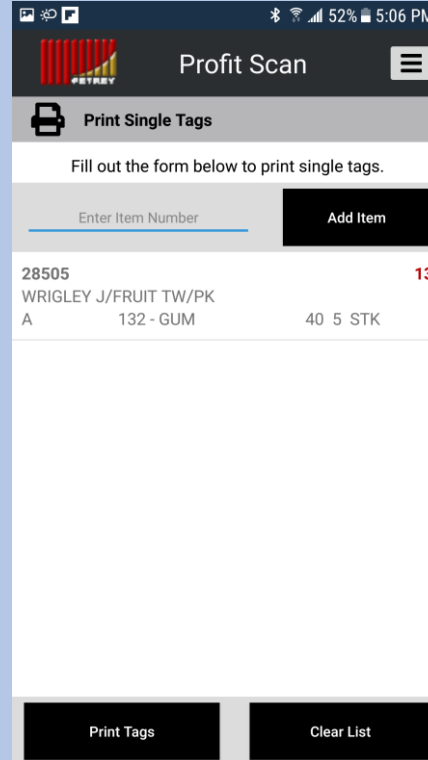 52% 5:06 PM
PETREY
Profit Scan
Print Single Tags
Fill out the form below to print single tags.
Enter Item Number
Add Item
28505 13
WRIGLEY J/FRUIT TW/PK
A 132 - GUM 40 5 STK
Print Tags
Clear List